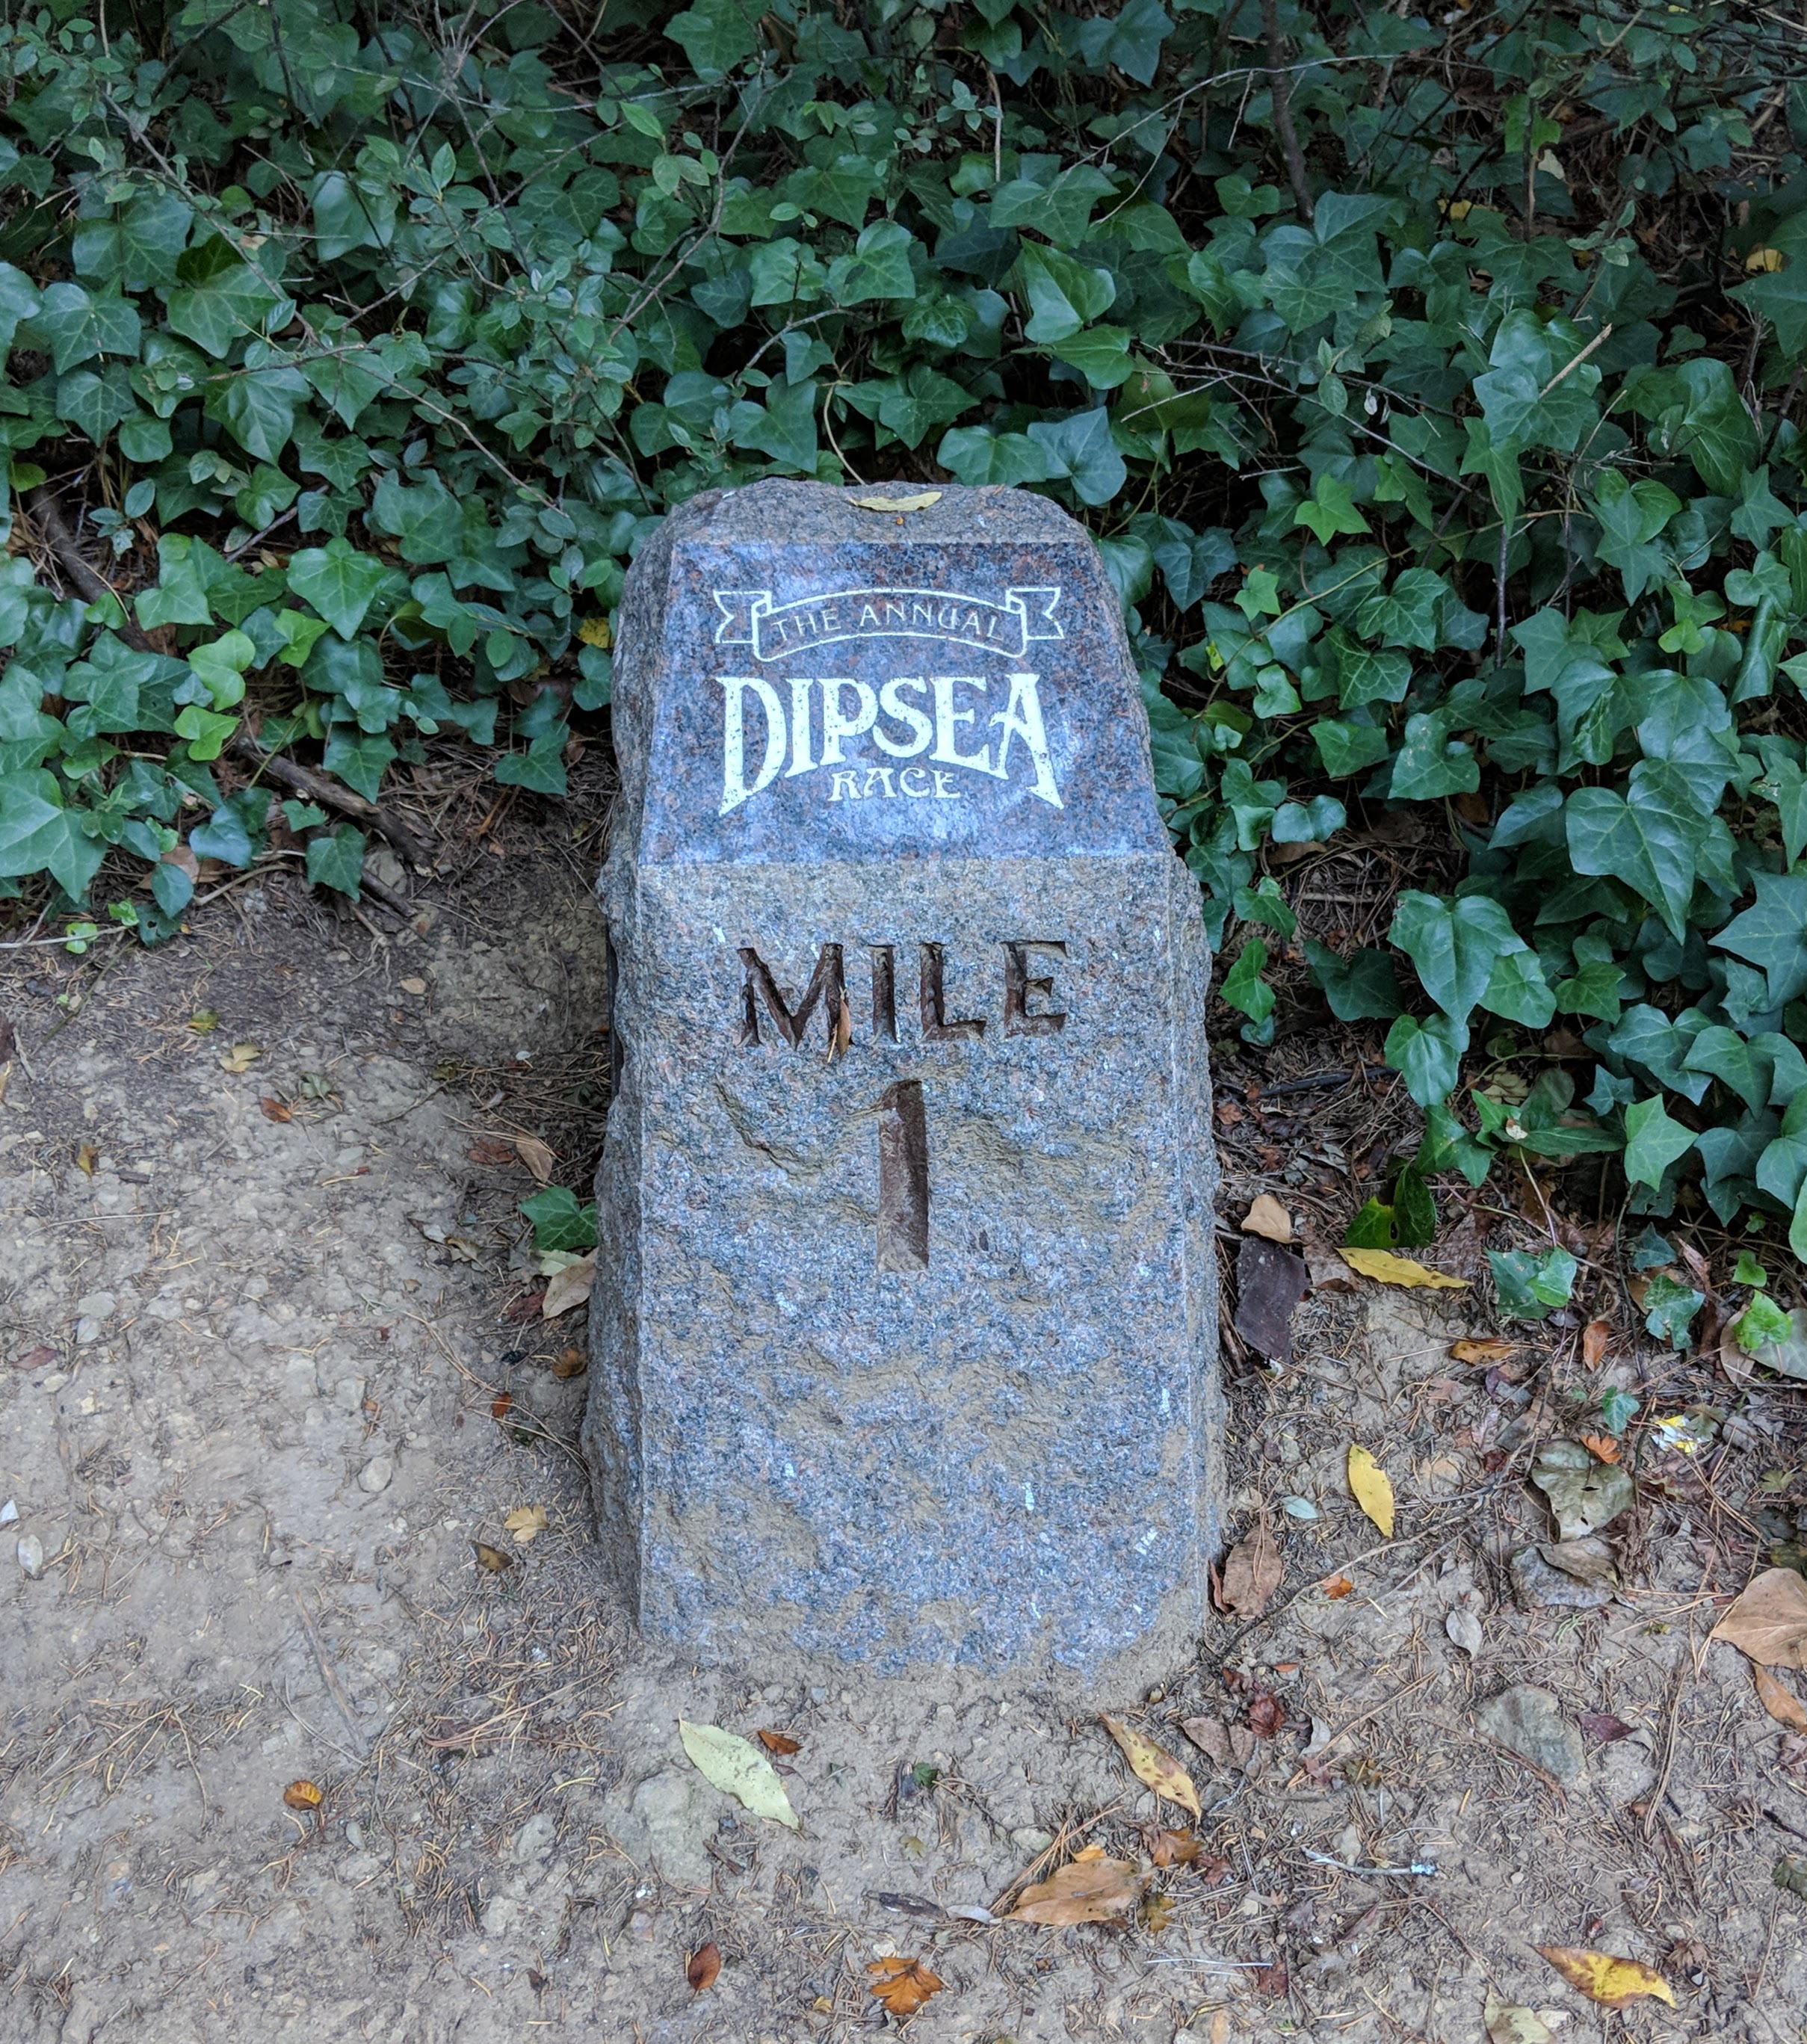 THE ANNUAL
DIPSEA
RACE
MILE
1